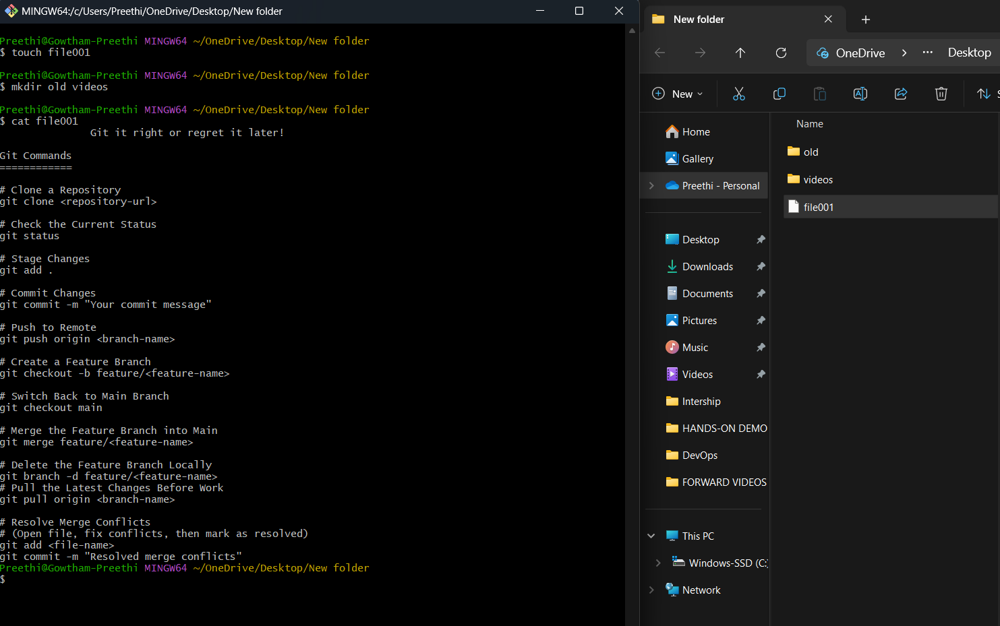 MINGW64:/c/Users/Preethi/OneDrive/Desktop/New folder
Preethi@Gowtham-Preethi MINGW64 ~/OneDrive/Desktop/New folder
$ touch file001
Preethi@Gowtham-Preethi MINGW64 ~/OneDrive/Desktop/New folder
$ mkdir old videos
Preethi@Gowtham-Preethi MINGW64 ~/OneDrive/Desktop/New folder
$ cat file001
Git it right or regret it later!
Git Commands
============
# Clone a Repository
git clone <repository-url>
# Check the Current Status
git status
# Stage Changes
git add .
# Commit Changes
git commit -m "Your commit message"
# Push to Remote
git push origin <branch-name>
# Create a Feature Branch
git checkout -b feature/<feature-name>
# Switch Back to Main Branch
git checkout main
# Merge the Feature Branch into Main
git merge feature/<feature-name>
# Delete the Feature Branch Locally
git branch -d feature/<feature-name>
# Pull the Latest Changes Before Work
git pull origin <branch-name>
# Resolve Merge Conflicts
# (Open file, fix conflicts, then mark as resolved)
git add <file-name>
git commit -m "Resolved merge conflicts"
Preethi@Gowtham-Preethi MINGW64 ~/OneDrive/Desktop/New folder
$
New folder
OneDrive > ... Desktop
New
Home
Gallery
Preethi - Personal
Desktop
Downloads
Documents
Pictures
Music
Videos
Intership
HANDS-ON DEMO
DevOps
FORWARD VIDEOS
This PC
Windows-SSD (C:)
Network
Name
old
videos
file001